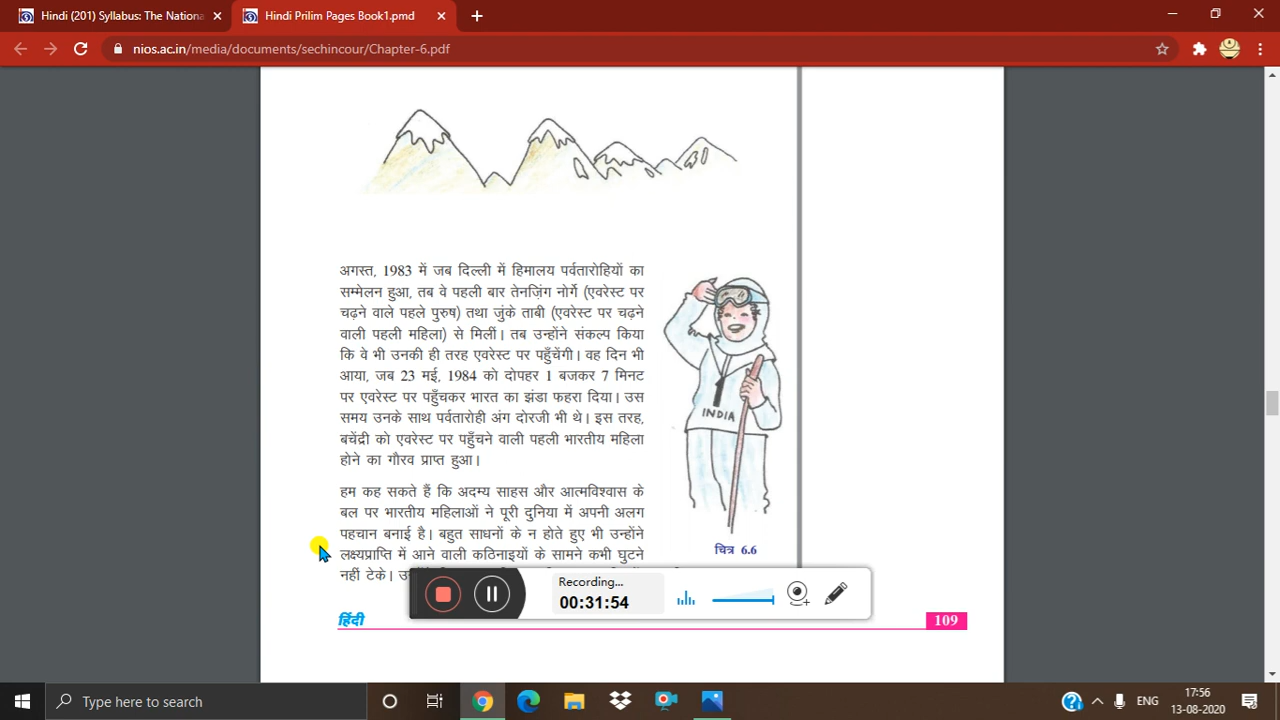 Hindi (201) Syllabus: The Nationa
Hindi Prilim Pages Book1.pmd
nios.ac.in/media/documents/sechincour/Chapter-6.pdf
अगस्त, 1983 में जब दिल्ली में हिमालय पर्वतारोहियों का
सम्मेलन हुआ, तब वे पहली बार तेनज़िंग नोर्गे (एवरेस्ट पर
चढ़ने वाले पहले पुरुष) तथा जुंके ताबी (एवरेस्ट पर चढ़ने
वाली पहली महिला) से मिलीं। तब उन्होंने संकल्प किया
कि वे भी उनकी ही तरह एवरेस्ट पर पहुँचेंगी। वह दिन भी
आया, जब 23 मई, 1984 को दोपहर 1 बजकर 7 मिनट
पर एवरेस्ट पर पहुँचकर भारत का झंडा फहरा दिया। उस
समय उनके साथ पर्वतारोही अंग दोरजी भी थे। इस तरह,
बचेंद्री को एवरेस्ट पर पहुँचने वाली पहली भारतीय महिला
होने का गौरव प्राप्त हुआ।
INDIA
हम कह सकते हैं कि अदम्य साहस और आत्मविश्वास के
बल पर भारतीय महिलाओं ने पूरी दुनिया में अपनी अलग
पहचान बनाई है। बहुत साधनों के न होते हुए भी उन्होंने
लक्ष्यप्राप्ति में आने वाली कठिनाइयों के सामने कभी घुटने
नहीं टेके।
चित्र 6.6
Recording...
00:31:54
हिंदी
109
Type here to search
ENG
17:56
13-08-2020